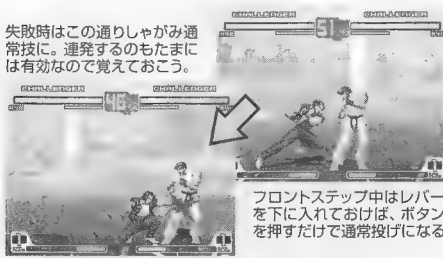 失敗時はこの通りしゃがみ通
常技に。連発するのもたまに
は有効なので覚えておこう。
CHALLENGER
CHALLENGER
51
CHALLENGER
CHALLENGER
46
フロントステップ中はレバー
を下に入れておけば、ボタン
を押すだけで通常投げになる